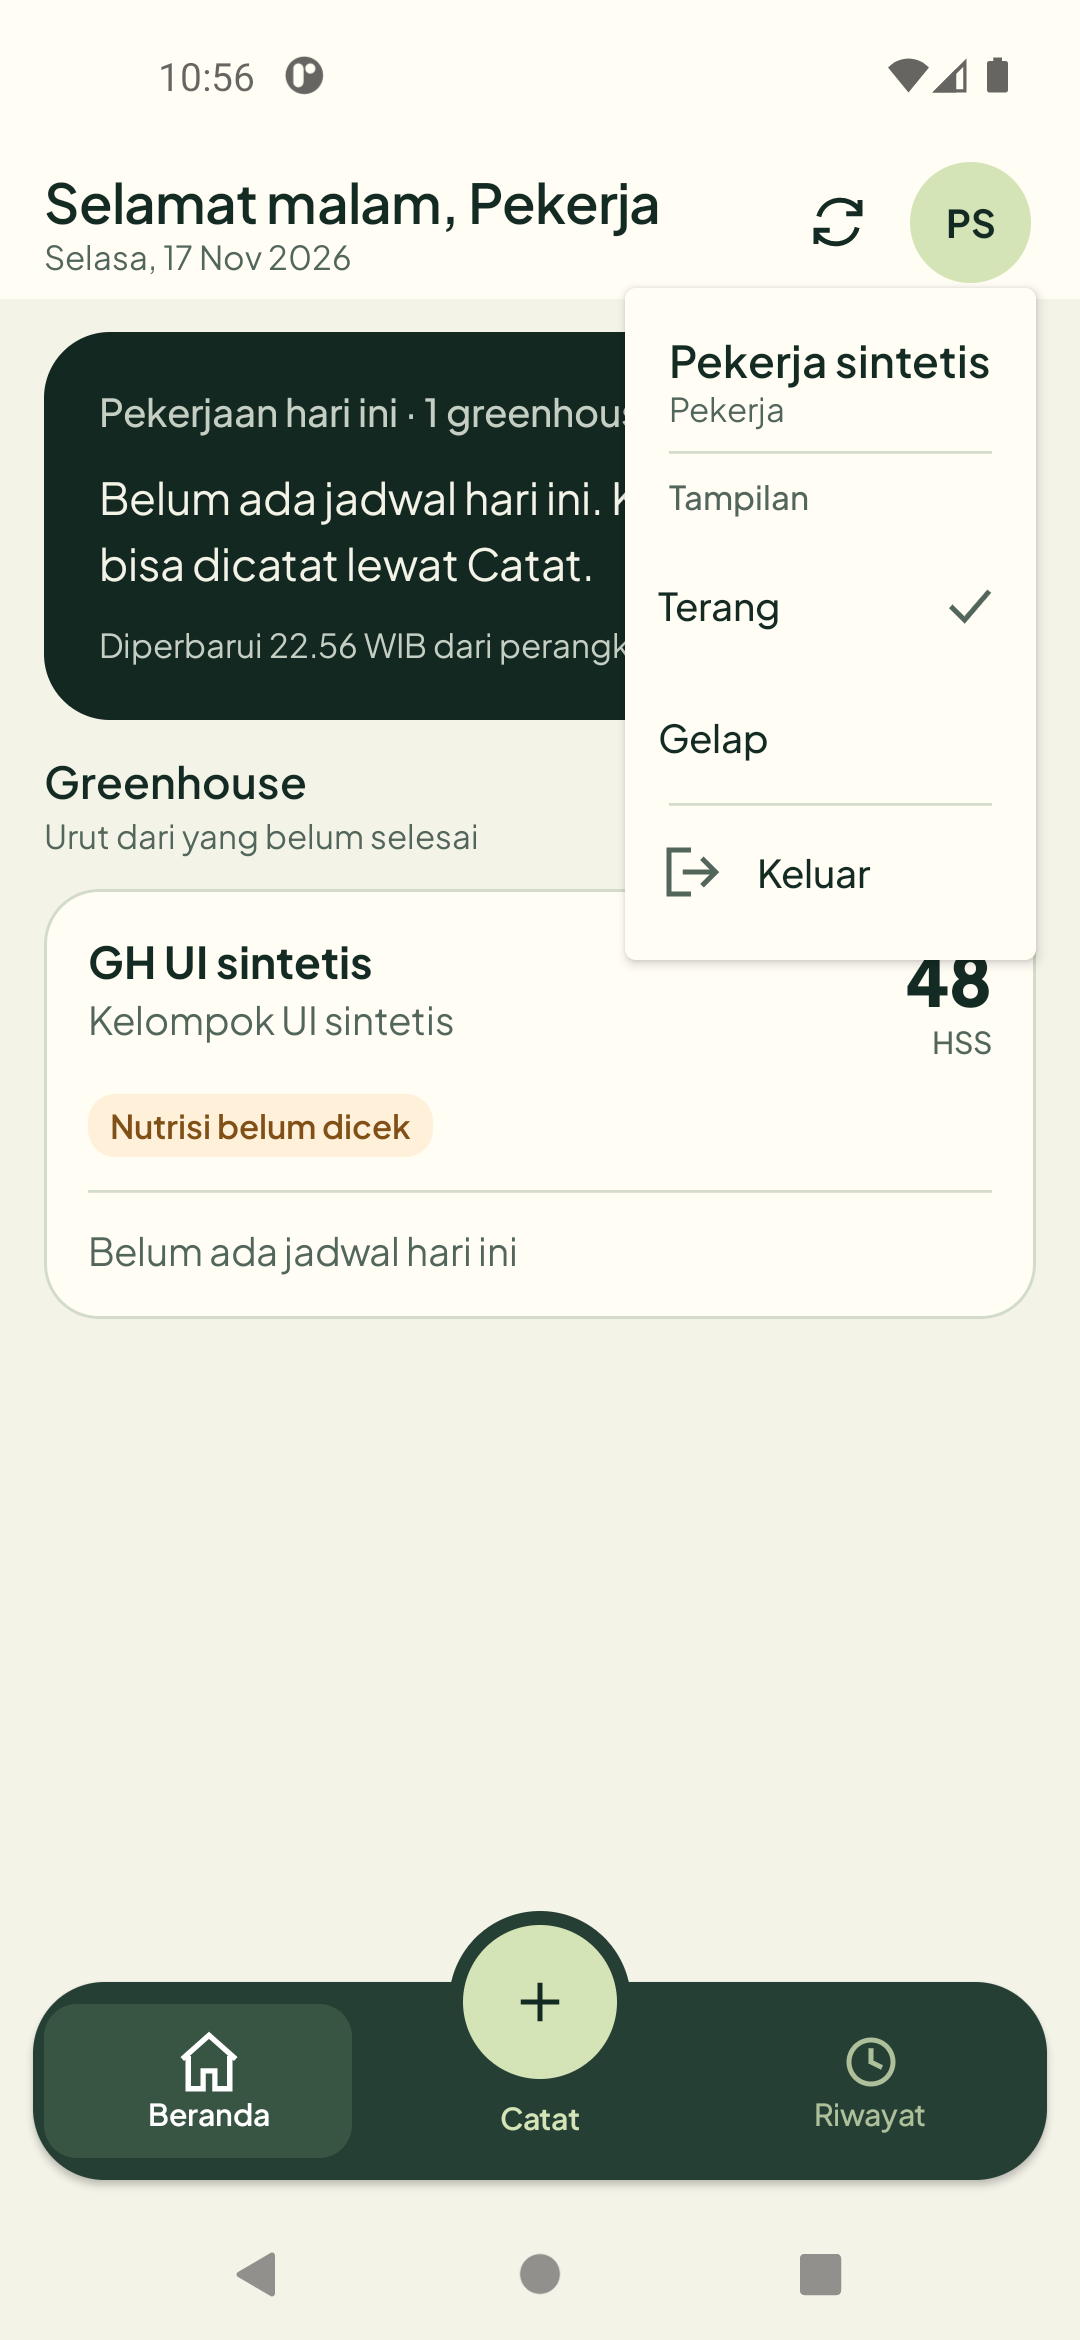 10:56
Selamat malam, Pekerja
Selasa, 17 Nov 2026
PS
Pekerja sintetis
Pekerja
Tampilan
Terang
Gelap
Keluar
Pekerjaan hari ini · 1
Belum ada jadwal hari ini.
bisa dicatat lewat Catat.
Diperbarui 22.56 WIB dari
Greenhouse
Urut dari yang belum selesai
GH UI sintetis
Kelompok UI sintetis
48
HSS
Nutrisi belum dicek
Belum ada jadwal hari ini
Beranda
Catat
Riwayat